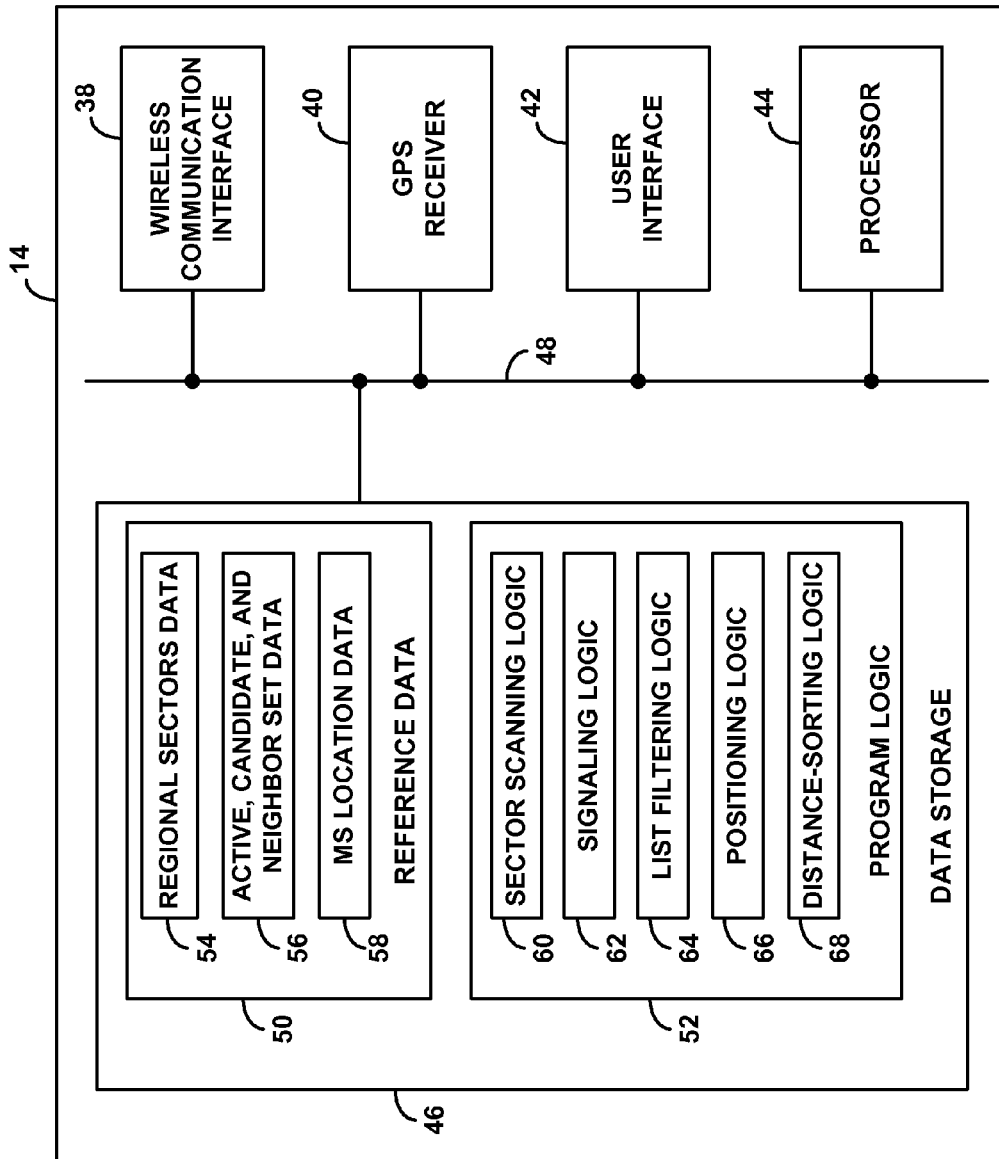 14
38
WIRELESS
COMMUNICATION
INTERFACE
40
GPS
RECEIVER
42
USER
INTERFACE
44
PROCESSOR
48
REGIONAL SECTORS DATA
54
ACTIVE, CANDIDATE, AND
NEIGHBOR SET DATA
56
MS LOCATION DATA
58
REFERENCE DATA
50
SECTOR SCANNING LOGIC
60
SIGNALING LOGIC
62
LIST FILTERING LOGIC
64
POSITIONING LOGIC
66
DISTANCE-SORTING LOGIC
68
PROGRAM LOGIC
52
DATA STORAGE
46